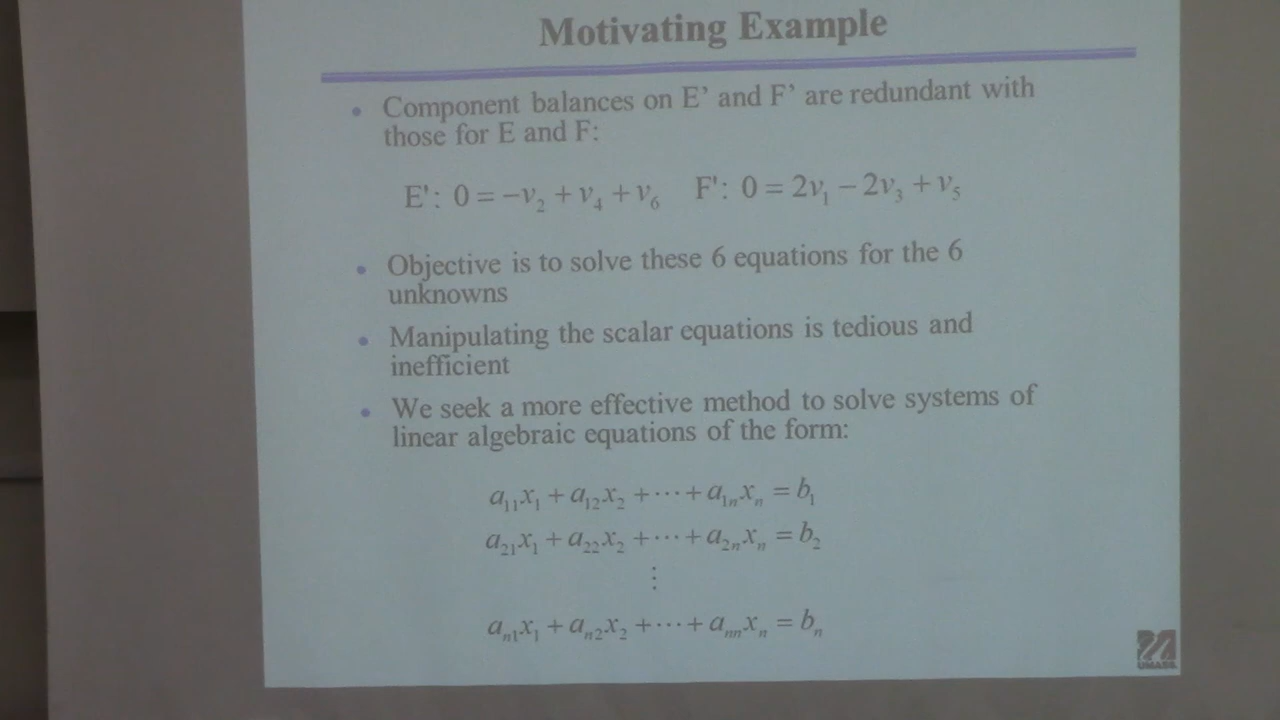 Motivating Example
• Component balances on E’ and F’ are redundant with
those for E and F:
E': 0 = −v₂ + v₄ + v₆ F': 0 = 2v₁ − 2v₃ + v₅
• Objective is to solve these 6 equations for the 6
unknowns
• Manipulating the scalar equations is tedious and
inefficient
• We seek a more effective method to solve systems of
linear algebraic equations of the form:
a₁₁x₁ + a₁₂x₂ + ⋯ + a₁ₙxₙ = b₁
a₂₁x₁ + a₂₂x₂ + ⋯ + a₂ₙxₙ = b₂
⋮
aₙ₁x₁ + aₙ₂x₂ + ⋯ + aₙₙxₙ = bₙ
UMASS